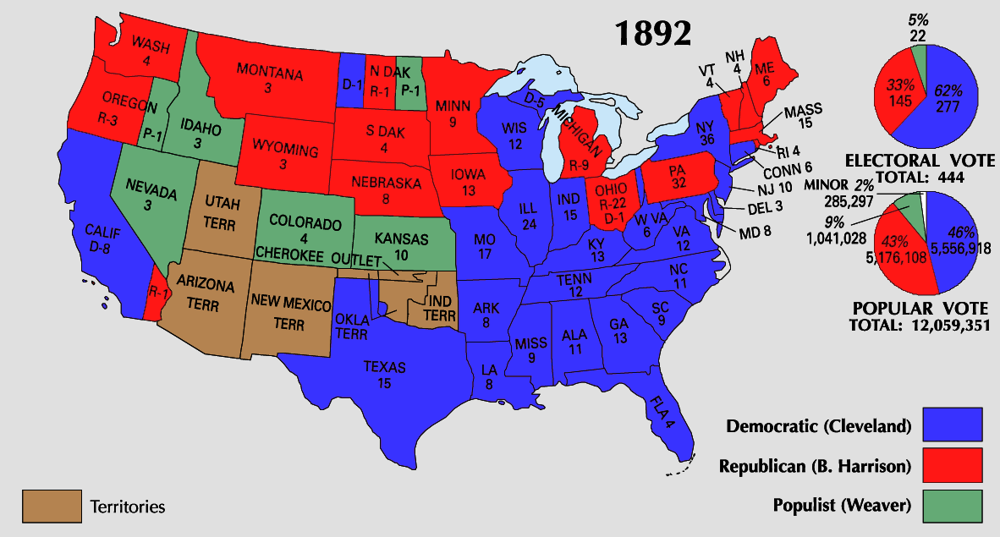 1892
WASH
4
OREGON
R-3
P-1
IDAHO
3
MONTANA
3
WYOMING
3
D-1
N DAK
R-1
P-1
S DAK
4
NEBRASKA
8
MINN
9
IOWA
13
WIS
12
D-5
MICHIGAN
R-9
CALIF
D-8
R-1
NEVADA
3
UTAH
TERR
COLORADO
4
KANSAS
10
CHEROKEE OUTLET
ARIZONA
TERR
NEW MEXICO
TERR
OKLA
TERR
IND
TERR
TEXAS
15
MO
17
ARK
8
LA
8
ILL
24
IND
15
OHIO
R-22
D-1
KY
13
TENN
12
MISS
9
ALA
11
GA
13
FLA 4
SC
9
NC
11
VA
12
W VA
6
PA
32
NY
36
VT
4
NH
4
ME
6
MASS
15
RI 4
CONN 6
NJ 10
DEL 3
MD 8
5%
22
33%
145
62%
277
ELECTORAL VOTE
TOTAL: 444
MINOR 2%
285,297
9%
1,041,028
43%
5,176,108
46%
5,556,918
POPULAR VOTE
TOTAL: 12,059,351
Democratic (Cleveland)
Republican (B. Harrison)
Populist (Weaver)
Territories